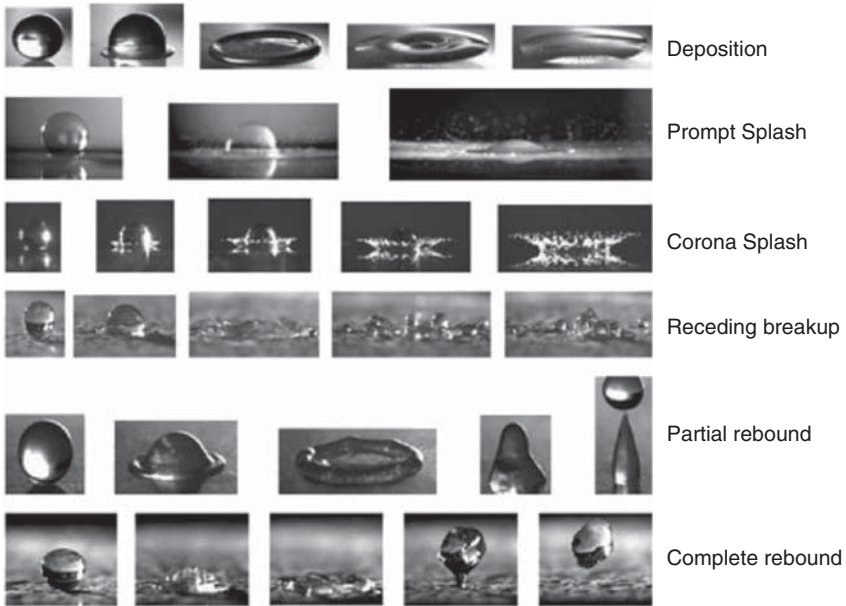 Deposition
Prompt Splash
Corona Splash
Receding breakup
Partial rebound
Complete rebound